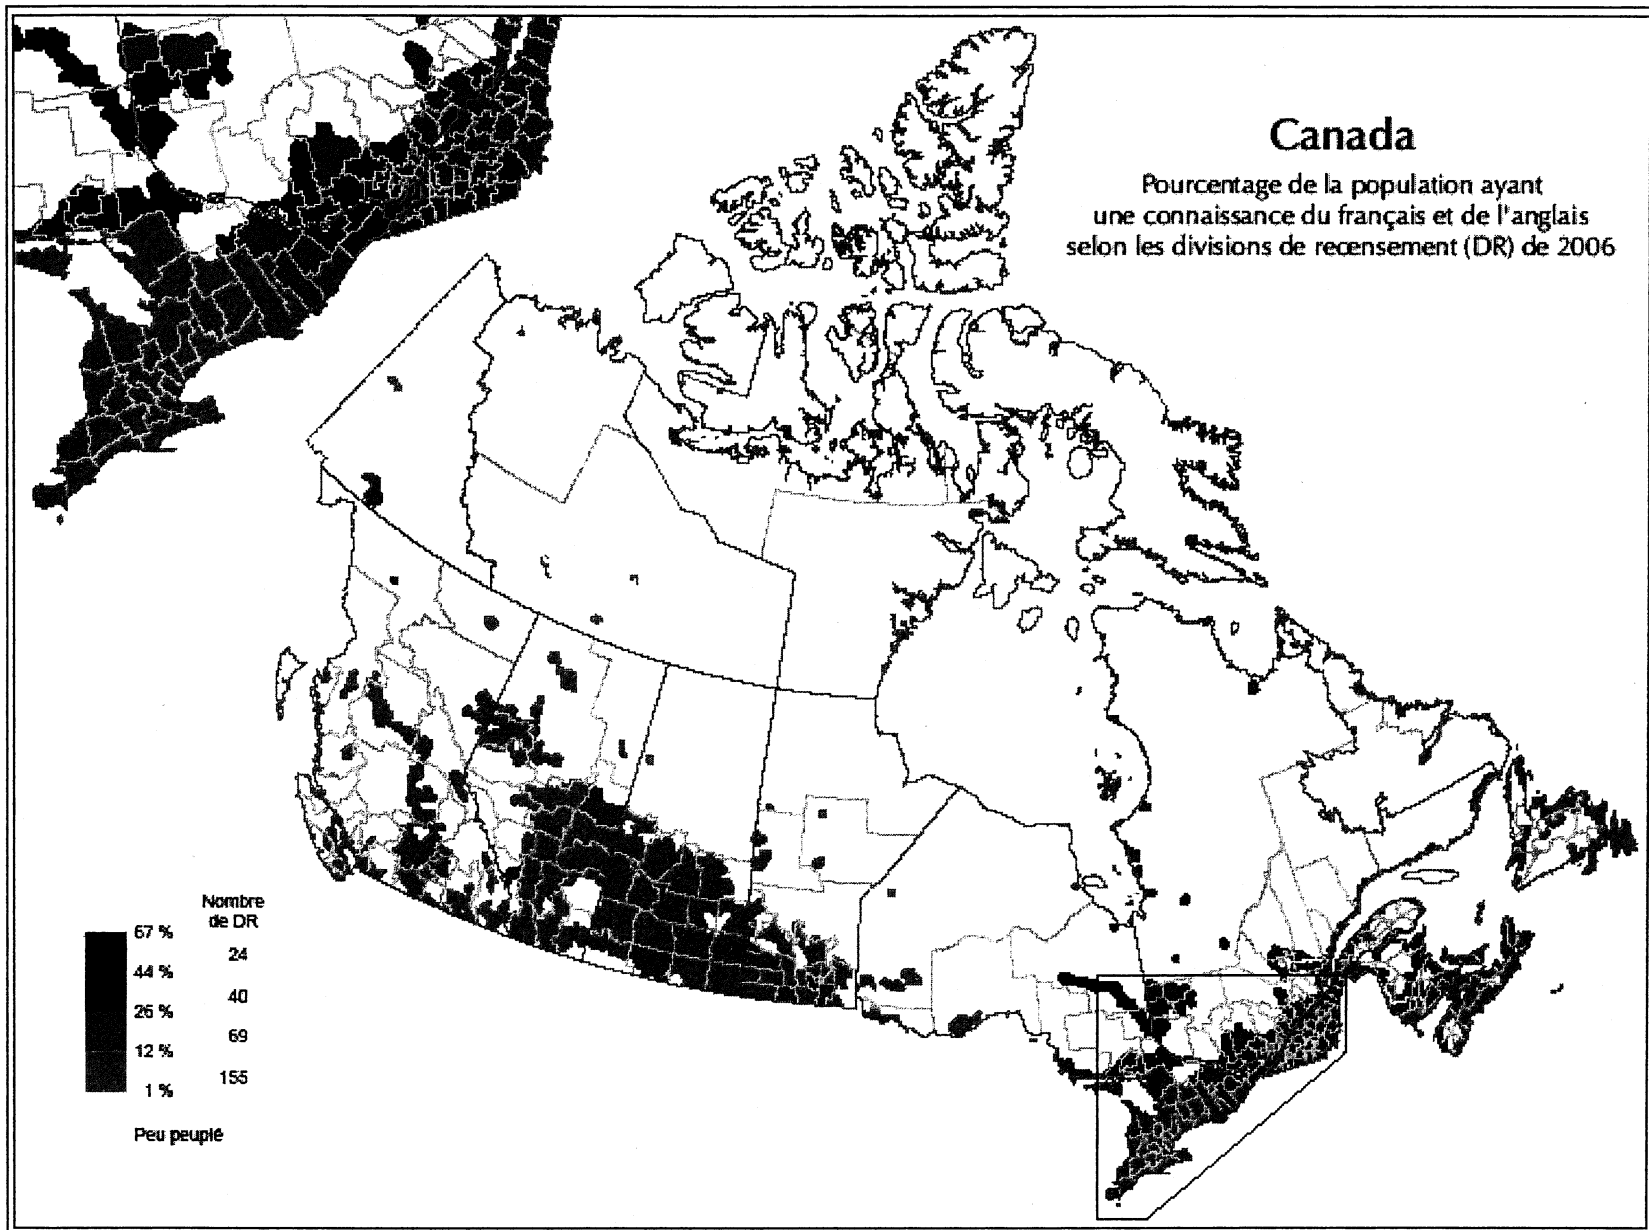 Canada
Pourcentage de la population ayant
une connaissance du français et de l'anglais
selon les divisions de recensement (DR) de 2006
Nombre
de DR
67 %
24
44 %
40
26 %
69
12 %
155
1 %
Peu peuplé